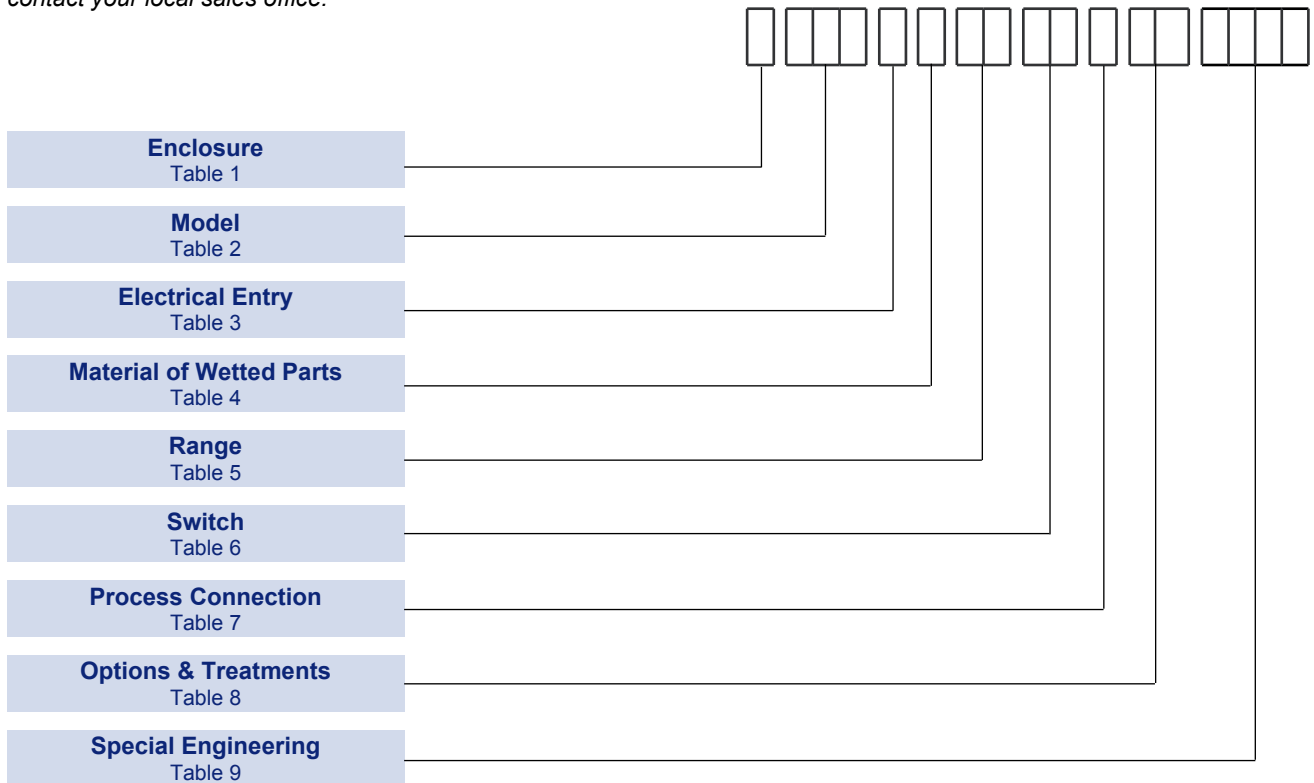 contact your local sales office.
Enclosure
Table 1
Model
Table 2
Electrical Entry
Table 3
Material of Wetted Parts
Table 4
Range
Table 5
Switch
Table 6
Process Connection
Table 7
Options & Treatments
Table 8
Special Engineering
Table 9